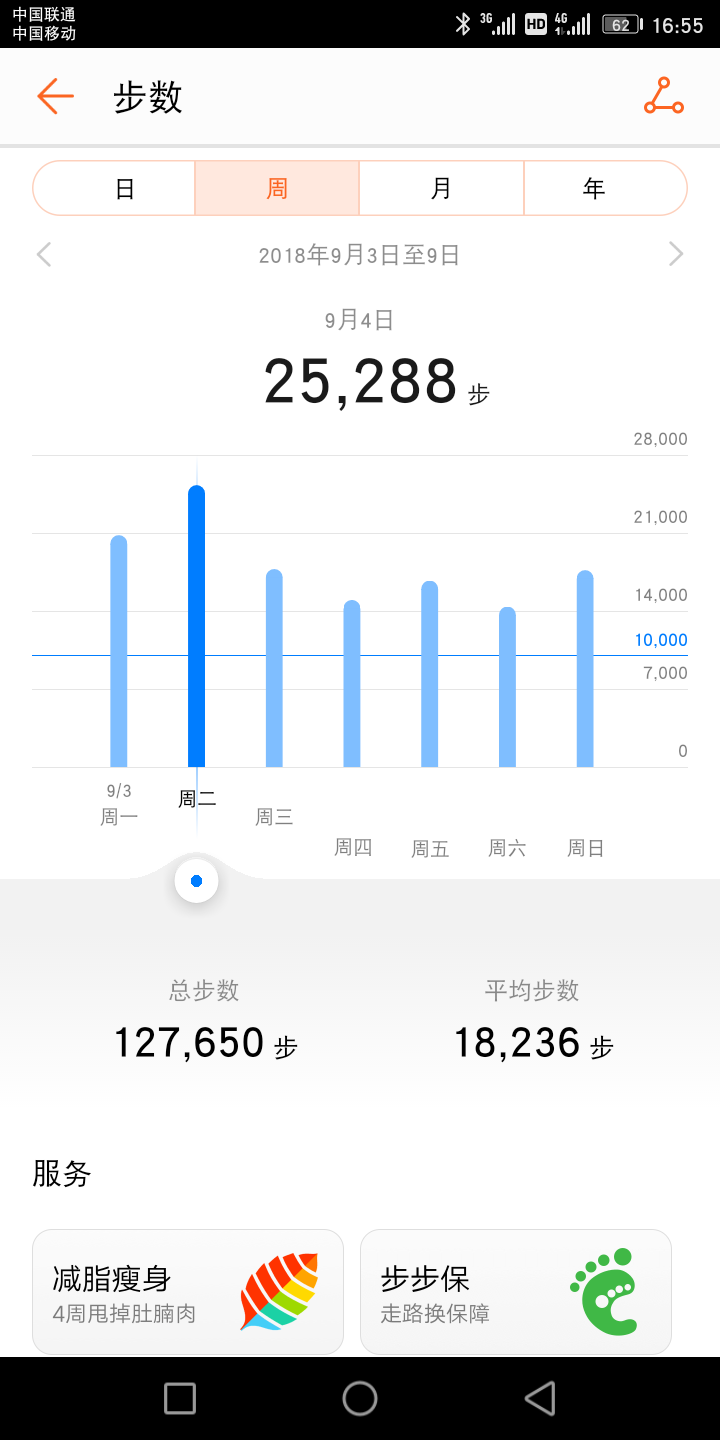 中国联通
中国移动
3G HD 4G 62 16:55
步数
日 周 月 年
2018年9月3日至9日
9月4日
25,288 步
28,000
21,000
14,000
10,000
7,000
0
9/3
周一 周二 周三 周四 周五 周六 周日
总步数 平均步数
127,650 步 18,236 步
服务
减脂瘦身 步步保
4周甩掉肚腩肉 走路换保障